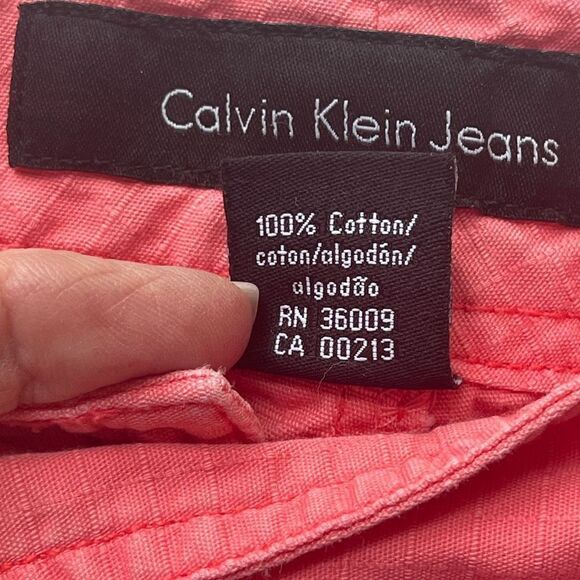 Calvin Klein Jeans
100% Cotton/
coton/algodón/
algodão
RN 36009
CA 00213